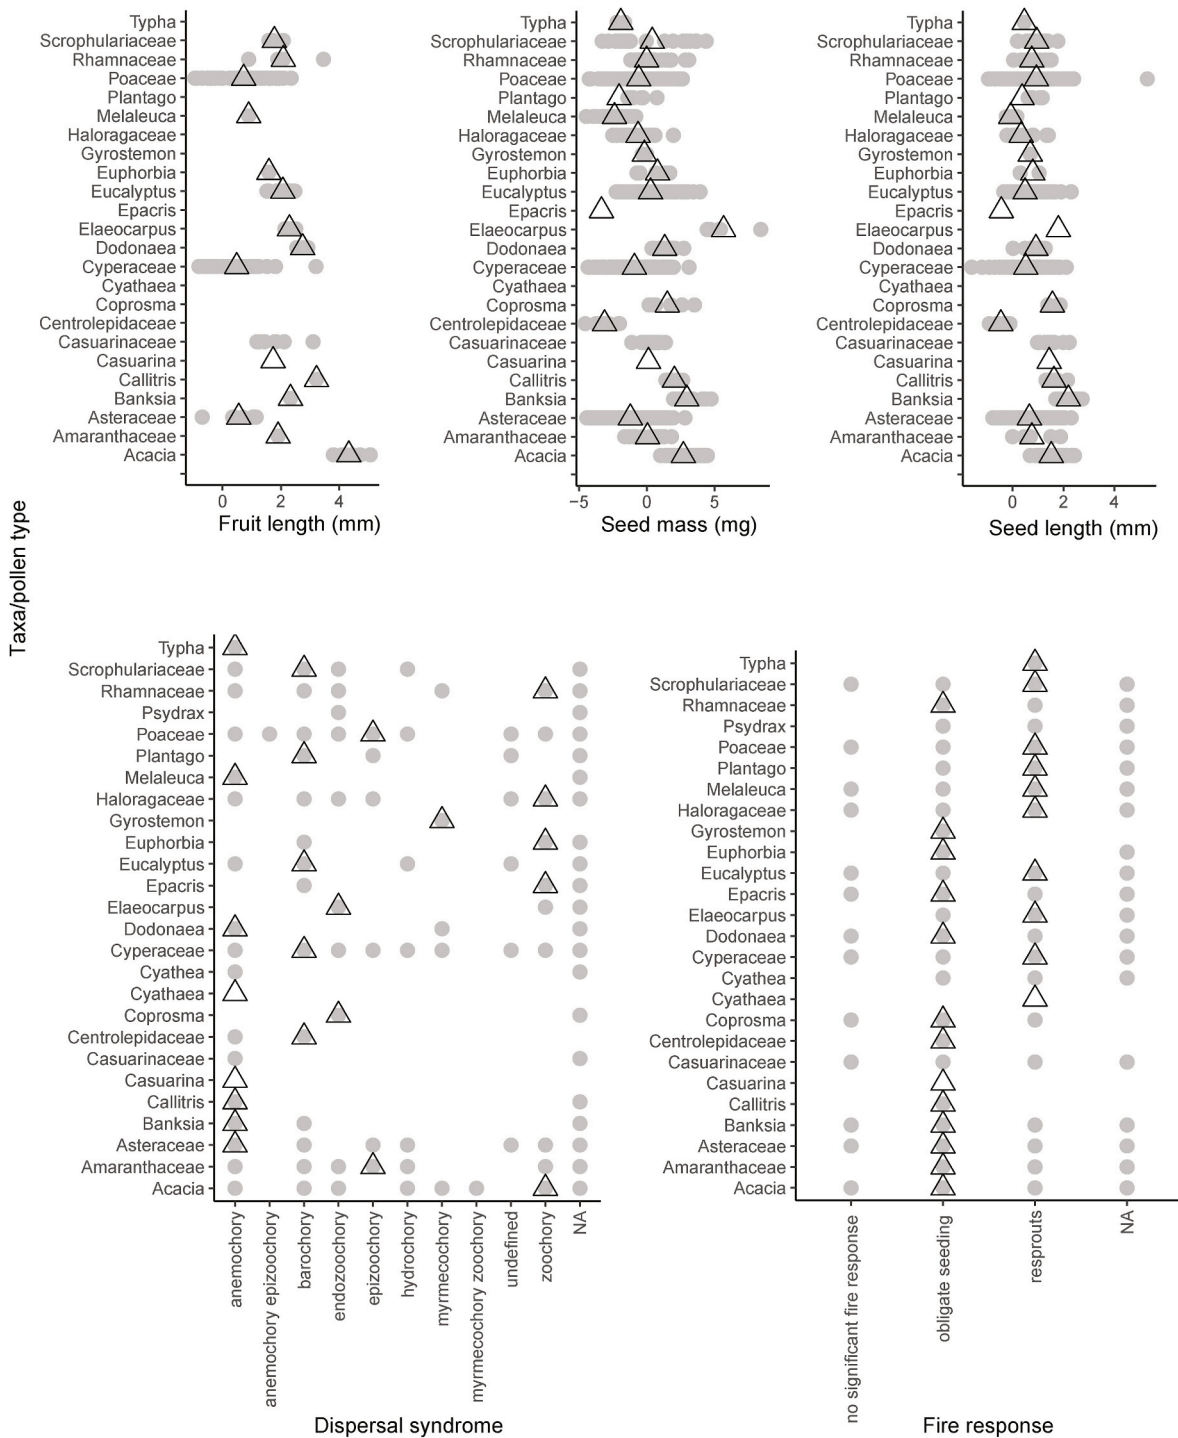 Taxa/pollen type
Typha
Scrophulariaceae
Rhamnaceae
Poaceae
Plantago
Melaleuca
Haloragaceae
Gyrostemon
Euphorbia
Eucalyptus
Epacris
Elaeocarpus
Dodonaea
Cyperaceae
Cyathaea
Coprosma
Centrolepidaceae
Casuarinaceae
Casuarina
Callitris
Banksia
Asteraceae
Amaranthaceae
Acacia
0 2 4
Fruit length (mm)
Typha
Scrophulariaceae
Rhamnaceae
Poaceae
Plantago
Melaleuca
Haloragaceae
Gyrostemon
Euphorbia
Eucalyptus
Epacris
Elaeocarpus
Dodonaea
Cyperaceae
Cyathaea
Coprosma
Centrolepidaceae
Casuarinaceae
Casuarina
Callitris
Banksia
Asteraceae
Amaranthaceae
Acacia
−5 0 5
Seed mass (mg)
Typha
Scrophulariaceae
Rhamnaceae
Poaceae
Plantago
Melaleuca
Haloragaceae
Gyrostemon
Euphorbia
Eucalyptus
Epacris
Elaeocarpus
Dodonaea
Cyperaceae
Cyathaea
Coprosma
Centrolepidaceae
Casuarinaceae
Casuarina
Callitris
Banksia
Asteraceae
Amaranthaceae
Acacia
0 2 4
Seed length (mm)
Typha
Scrophulariaceae
Rhamnaceae
Psydrax
Poaceae
Plantago
Melaleuca
Haloragaceae
Gyrostemon
Euphorbia
Eucalyptus
Epacris
Elaeocarpus
Dodonaea
Cyperaceae
Cyathea
Cyathaea
Coprosma
Centrolepidaceae
Casuarinaceae
Casuarina
Callitris
Banksia
Asteraceae
Amaranthaceae
Acacia
anemochory
anemochory epizoochory
barochory
endozoochory
epizoochory
hydrochory
myrmecochory
myrmecochory zoochory
undefined
zoochory
NA
Dispersal syndrome
Typha
Scrophulariaceae
Rhamnaceae
Psydrax
Poaceae
Plantago
Melaleuca
Haloragaceae
Gyrostemon
Euphorbia
Eucalyptus
Epacris
Elaeocarpus
Dodonaea
Cyperaceae
Cyathea
Cyathaea
Coprosma
Centrolepidaceae
Casuarinaceae
Casuarina
Callitris
Banksia
Asteraceae
Amaranthaceae
Acacia
no significant fire response
obligate seeding
resprouts
NA
Fire response